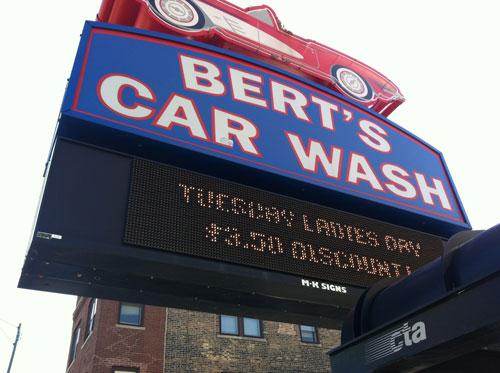 BERT'S
CAR WASH
TUESDAY LADIES DAY
$3.50 DISCOUNT!
M-K SIGNS
cta